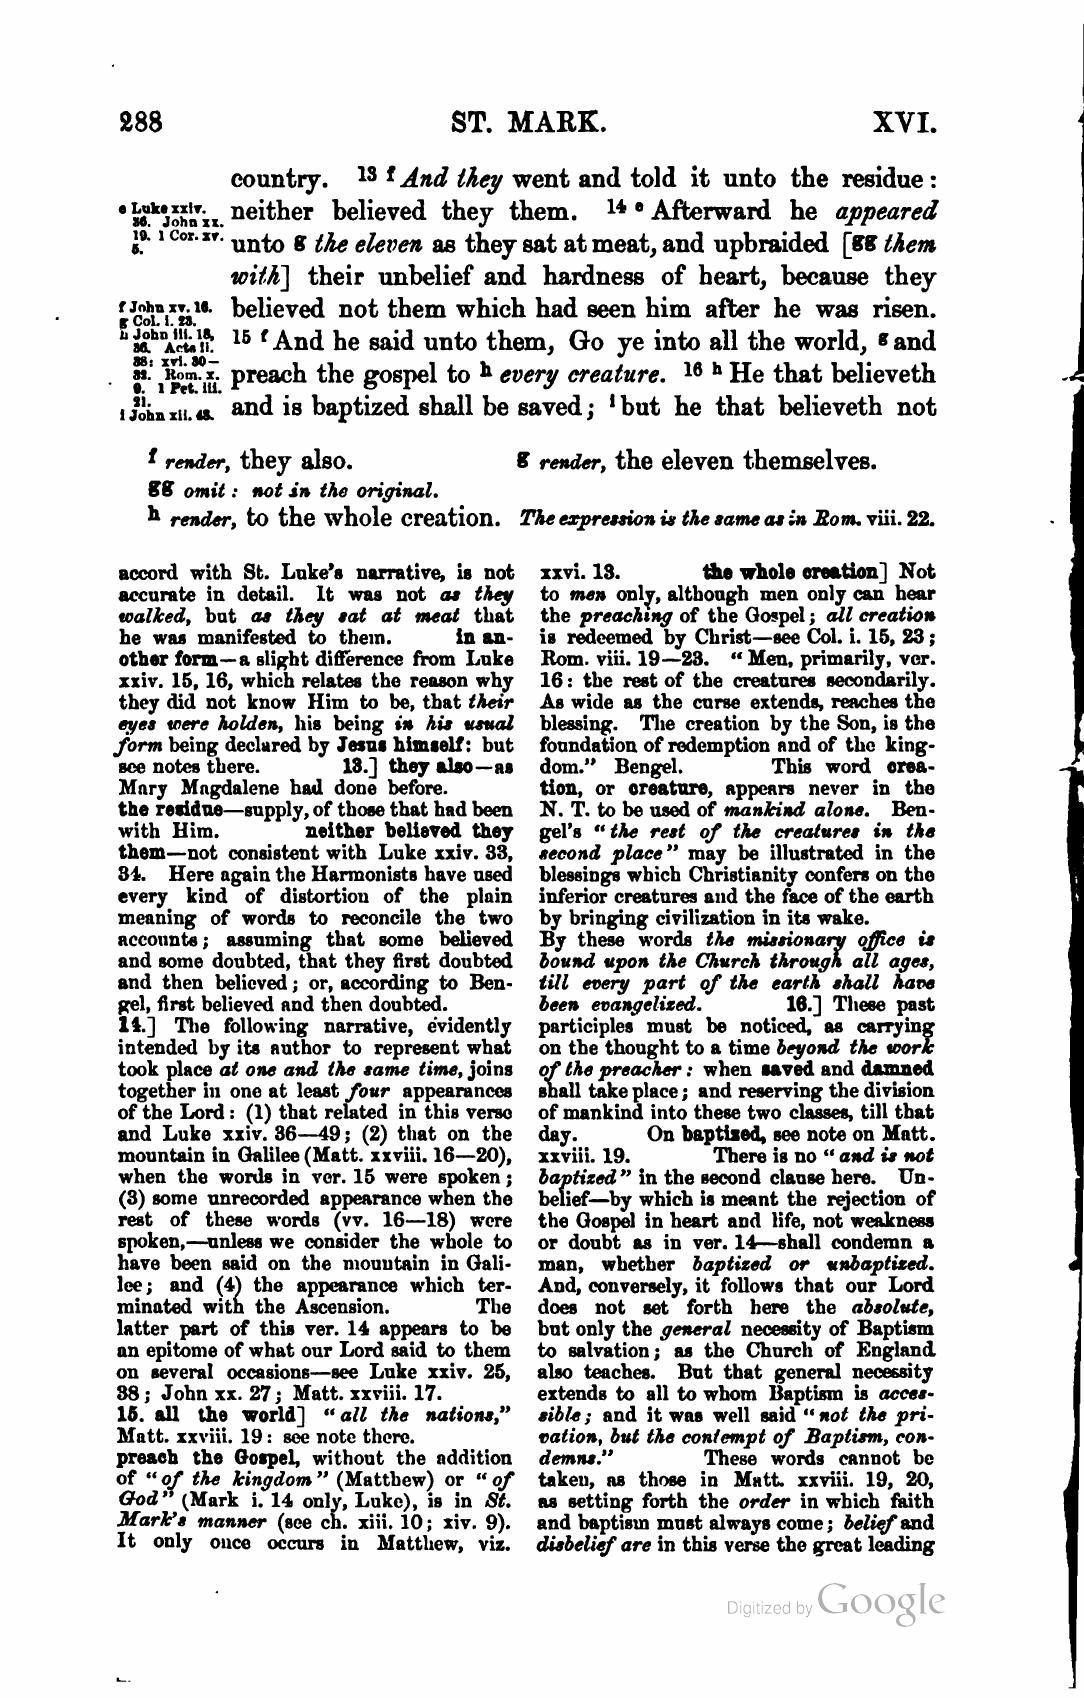 288 ST. MARK. XVI.
country. 13 f And they went and told it unto the residue:
neither believed they them. 14 e Afterward he appeared
unto g the eleven as they sat at meat, and upbraided [gg them
with] their unbelief and hardness of heart, because they
believed not them which had seen him after he was risen.
15 f And he said unto them, Go ye into all the world, g and
preach the gospel to h every creature. 16 h He that believeth
and is baptized shall be saved; i but he that believeth not
e Luke xxiv.
36. John xx.
19. 1 Cor. xv.
5.
f John xv. 16.
g Col. i. 23.
h John iii. 18,
36. Acts ii.
38; xvi. 30—
32. Rom. x.
9. 1 Pet. iii.
21.
i John xii. 48.
f render, they also. g render, the eleven themselves.
gg omit: not in the original.
h render, to the whole creation. The expression is the same as in Rom. viii. 22.
accord with St. Luke's narrative, is not
accurate in detail. It was not as they
walked, but as they sat at meat that
he was manifested to them. in an-
other form—a slight difference from Luke
xxiv. 15, 16, which relates the reason why
they did not know Him to be, that their
eyes were holden, his being in his usual
form being declared by Jesus himself: but
see notes there. 13.] they also—as
Mary Magdalene had done before.
the residue—supply, of those that had been
with Him. neither believed they
them—not consistent with Luke xxiv. 33,
34. Here again the Harmonists have used
every kind of distortion of the plain
meaning of words to reconcile the two
accounts; assuming that some believed
and some doubted, that they first doubted
and then believed; or, according to Ben-
gel, first believed and then doubted.
14.] The following narrative, evidently
intended by its author to represent what
took place at one and the same time, joins
together in one at least four appearances
of the Lord: (1) that related in this verse
and Luke xxiv. 36—49; (2) that on the
mountain in Galilee (Matt. xxviii. 16—20),
when the words in ver. 15 were spoken;
(3) some unrecorded appearance when the
rest of these words (vv. 16—18) were
spoken,—unless we consider the whole to
have been said on the mountain in Gali-
lee; and (4) the appearance which ter-
minated with the Ascension. The
latter part of this ver. 14 appears to be
an epitome of what our Lord said to them
on several occasions—see Luke xxiv. 25,
38; John xx. 27; Matt. xxviii. 17.
15. all the world] "all the nations,"
Matt. xxviii. 19: see note there.
preach the Gospel, without the addition
of "of the kingdom" (Matthew) or "of
God" (Mark i. 14 only, Luke), is in St.
Mark's manner (see ch. xiii. 10; xiv. 9).
It only once occurs in Matthew, viz.
xxvi. 13. the whole creation] Not
to men only, although men only can hear
the preaching of the Gospel; all creation
is redeemed by Christ—see Col. i. 15, 23;
Rom. viii. 19—23. "Men, primarily, ver.
16: the rest of the creatures secondarily.
As wide as the curse extends, reaches the
blessing. The creation by the Son, is the
foundation of redemption and of the king-
dom." Bengel. This word crea-
tion, or creature, appears never in the
N. T. to be used of mankind alone. Ben-
gel's "the rest of the creatures in the
second place" may be illustrated in the
blessings which Christianity confers on the
inferior creatures and the face of the earth
by bringing civilization in its wake.
By these words the missionary office is
bound upon the Church through all ages,
till every part of the earth shall have
been evangelized. 16.] These past
participles must be noticed, as carrying
on the thought to a time beyond the work
of the preacher: when saved and damned
shall take place; and reserving the division
of mankind into these two classes, till that
day. On baptized, see note on Matt.
xxviii. 19. There is no "and is not
baptized" in the second clause here. Un-
belief—by which is meant the rejection of
the Gospel in heart and life, not weakness
or doubt as in ver. 14—shall condemn a
man, whether baptized or unbaptized.
And, conversely, it follows that our Lord
does not set forth here the absolute,
but only the general necessity of Baptism
to salvation; as the Church of England
also teaches. But that general necessity
extends to all to whom Baptism is acces-
sible; and it was well said "not the pri-
vation, but the contempt of Baptism, con-
demns." These words cannot be
taken, as those in Matt. xxviii. 19, 20,
as setting forth the order in which faith
and baptism must always come; belief and
disbelief are in this verse the great leading
Digitized by Google